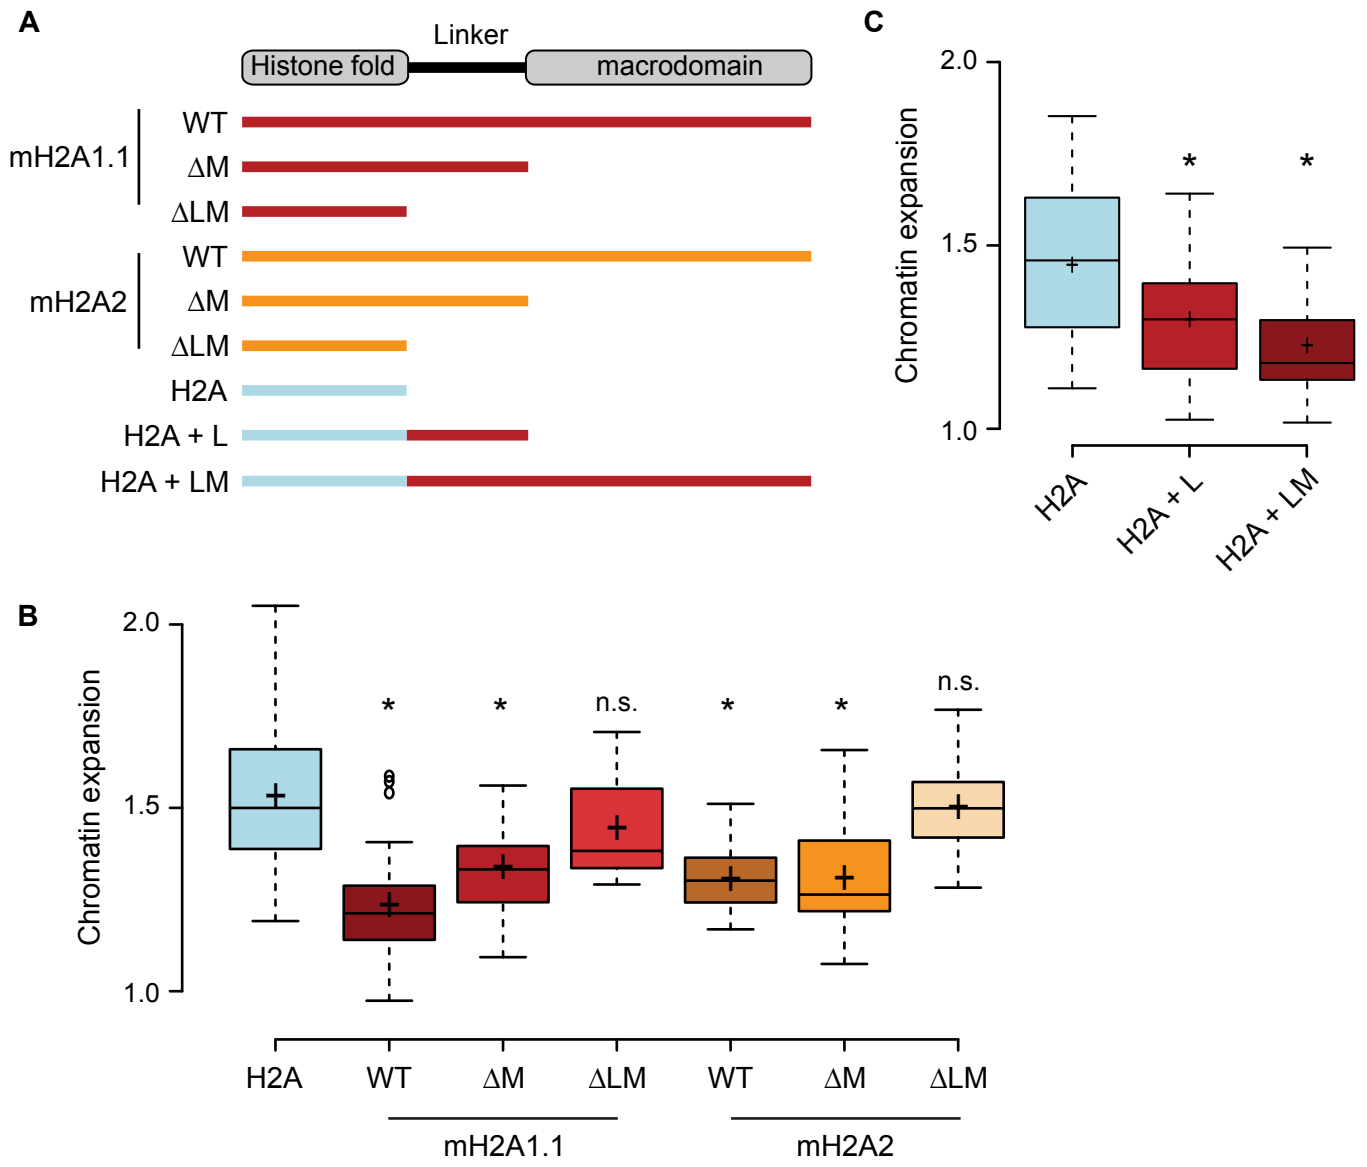 A
Linker
Histone fold
macrodomain
mH2A1.1
WT
ΔM
ΔLM
mH2A2
WT
ΔM
ΔLM
H2A
H2A + L
H2A + LM
C
Chromatin expansion
2.0
1.5
1.0
*
*
H2A
H2A + L
H2A + LM
B
Chromatin expansion
2.0
1.5
1.0
*
*
n.s.
*
*
n.s.
H2A
WT
ΔM
ΔLM
WT
ΔM
ΔLM
mH2A1.1
mH2A2